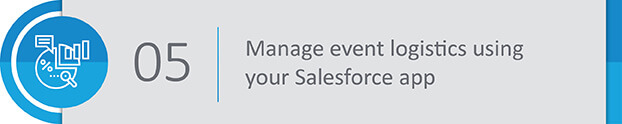 05
Manage event logistics using
your Salesforce app